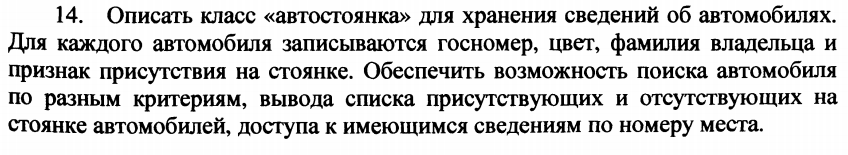 14. Описать класс «автостоянка» для хранения сведений об автомобилях.
Для каждого автомобиля записываются госномер, цвет, фамилия владельца и
признак присутствия на стоянке. Обеспечить возможность поиска автомобиля
по разным критериям, вывода списка присутствующих и отсутствующих на
стоянке автомобилей, доступа к имеющимся сведениям по номеру места.